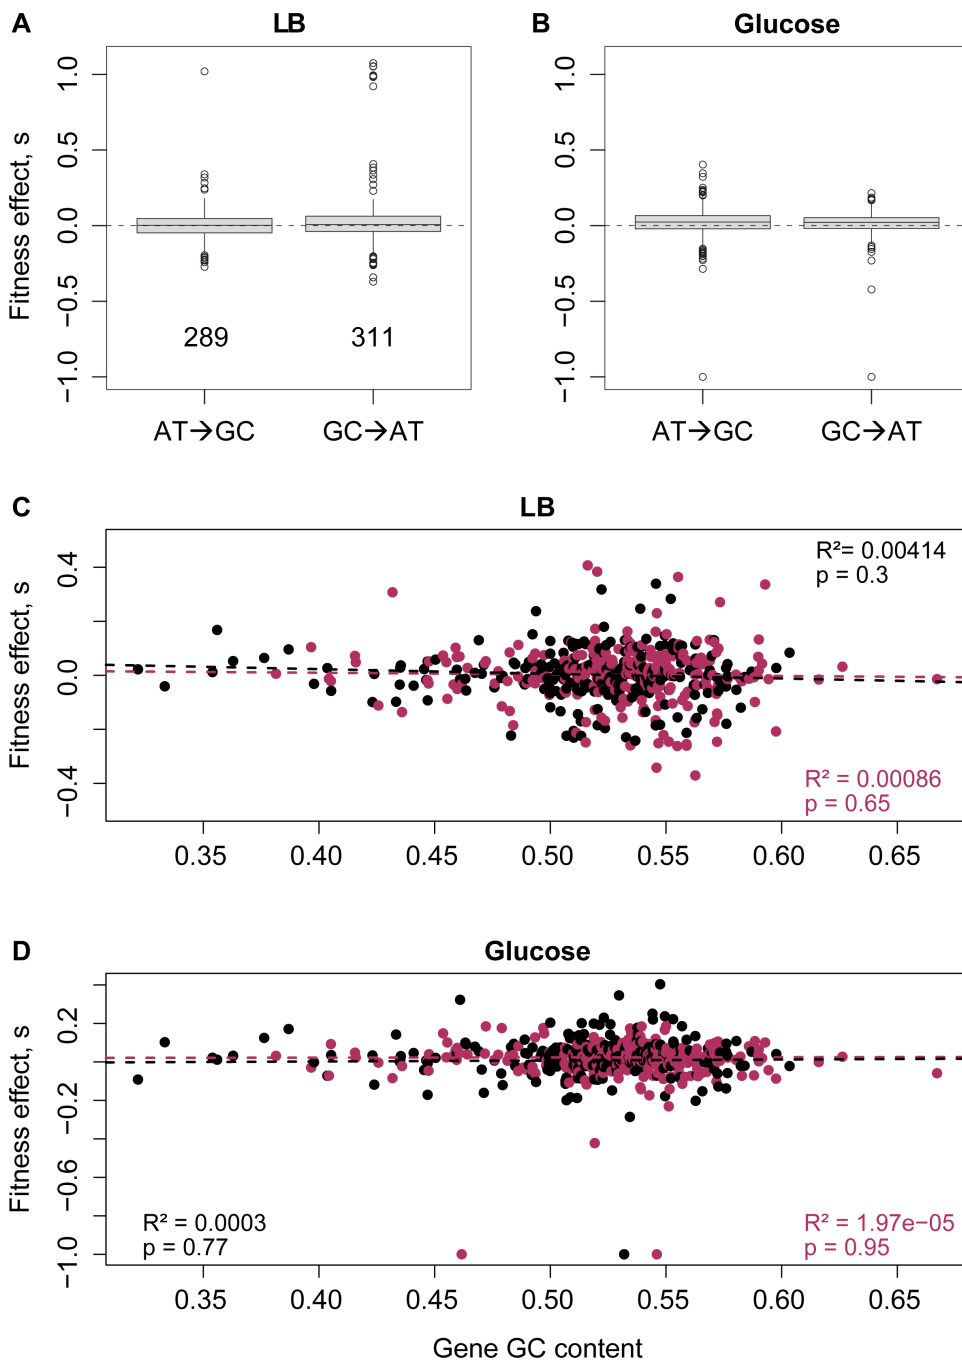 A
LB
B
Glucose
Fitness effect, s
1.0
0.5
0.0
−0.5
−1.0
289
311
AT→GC
GC→AT
1.0
0.5
0.0
−0.5
−1.0
AT→GC
GC→AT
C
LB
Fitness effect, s
0.4
0.0
−0.4
R²= 0.00414
p = 0.3
R² = 0.00086
p = 0.65
0.35
0.40
0.45
0.50
0.55
0.60
0.65
D
Glucose
Fitness effect, s
0.2
−0.2
−0.6
−1.0
R² = 0.0003
p = 0.77
R² = 1.97e−05
p = 0.95
0.35
0.40
0.45
0.50
0.55
0.60
0.65
Gene GC content